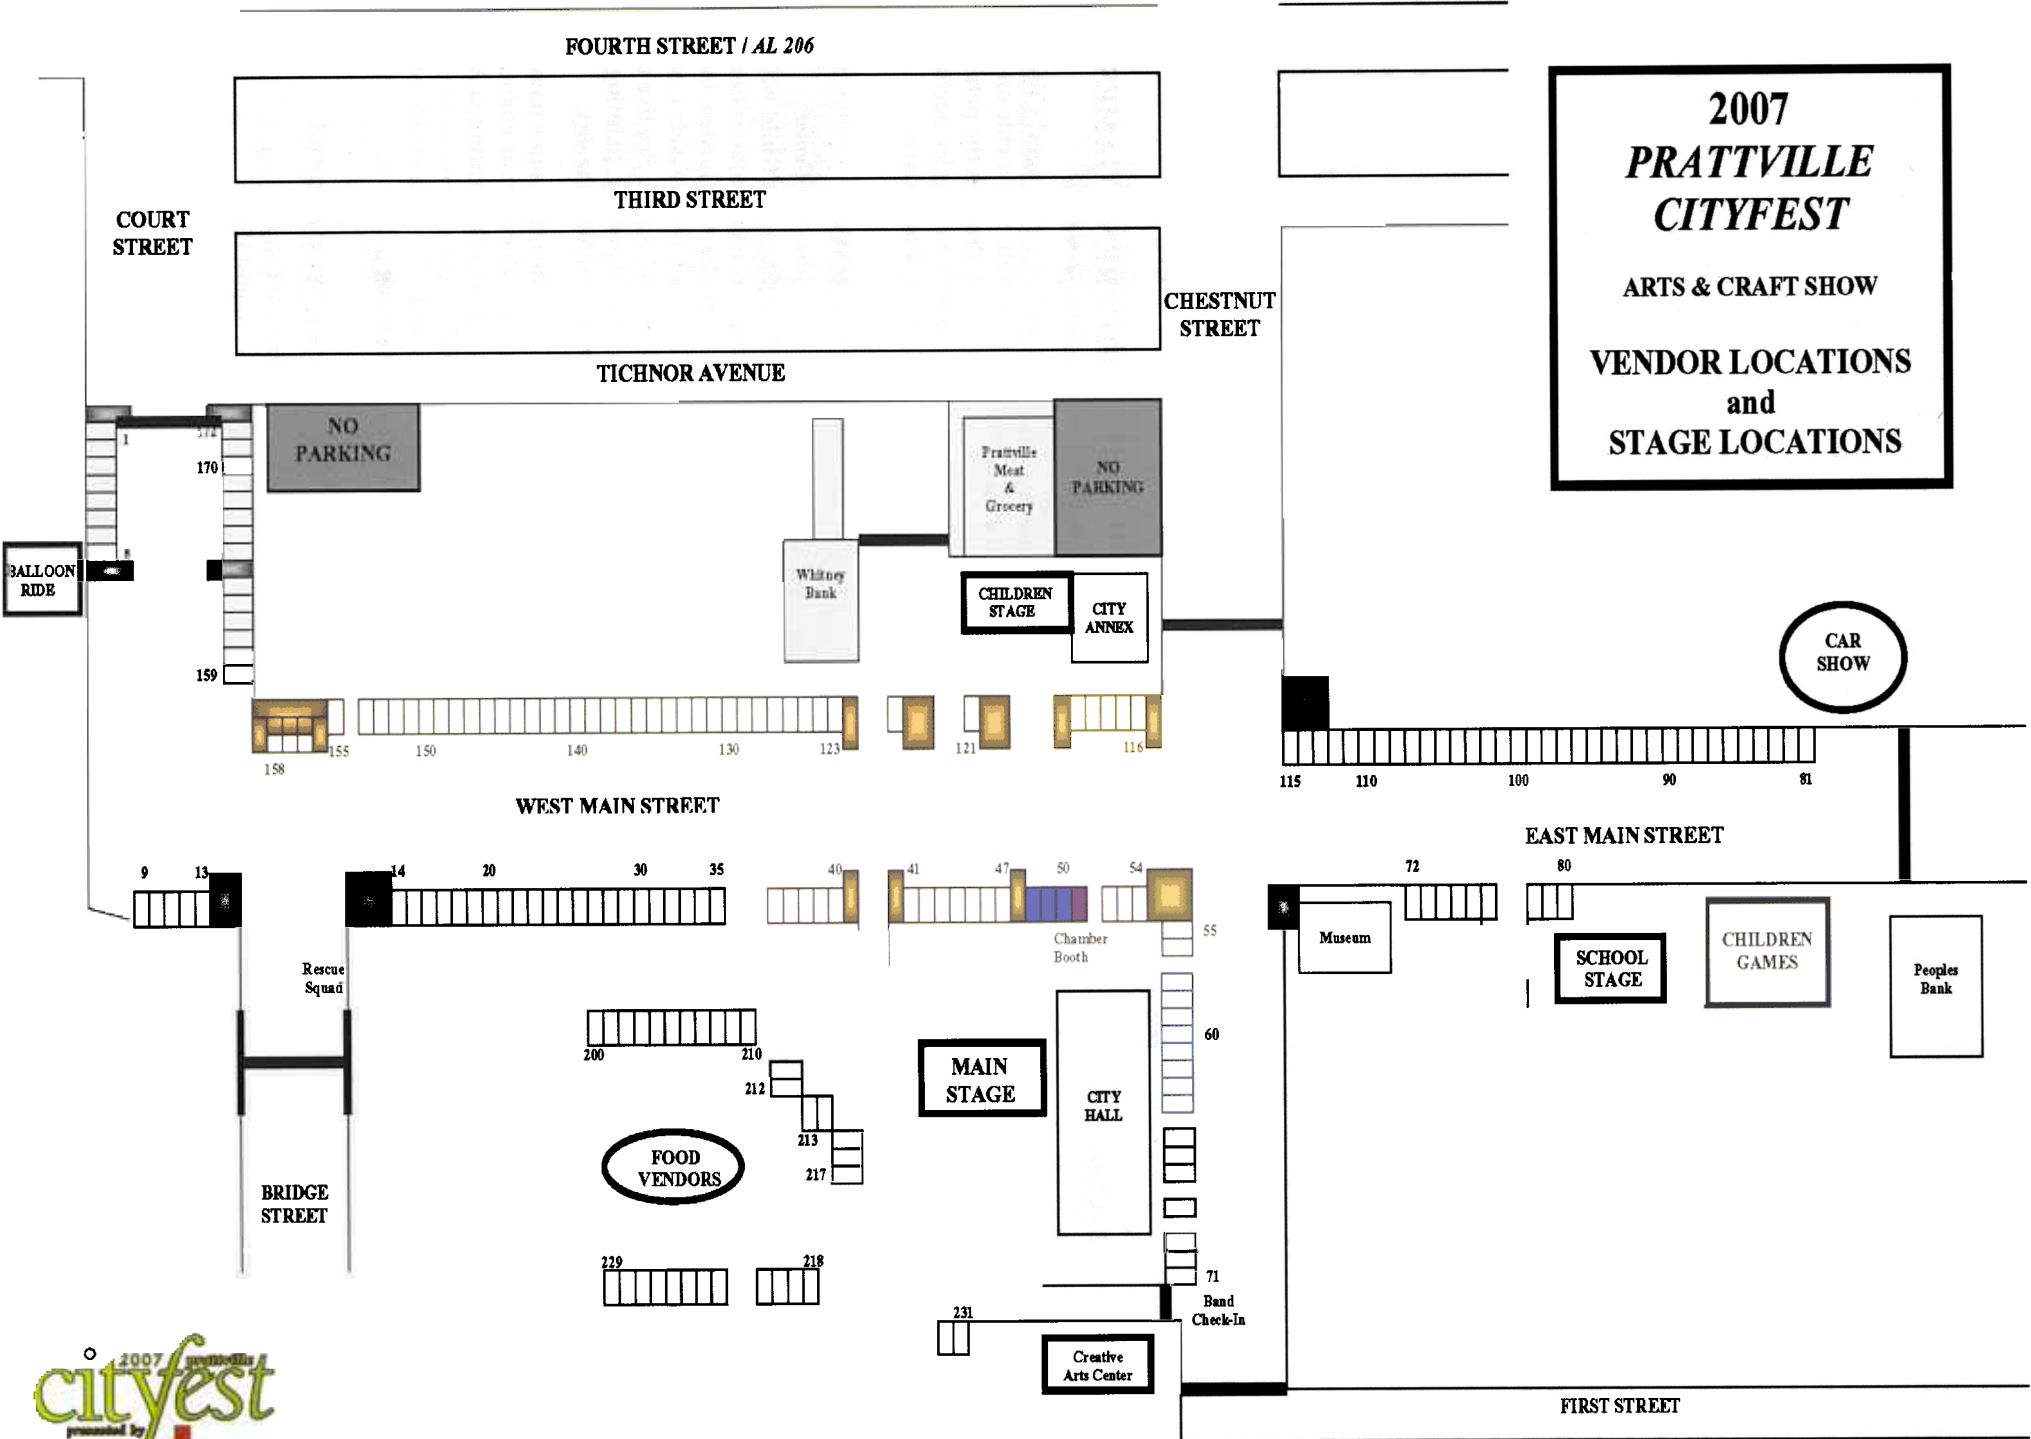 FOURTH STREET / AL 206
2007
PRATTVILLE
CITYFEST
ARTS & CRAFT SHOW
VENDOR LOCATIONS
and
STAGE LOCATIONS
THIRD STREET
COURT
STREET
CHESTNUT
STREET
TICHNOR AVENUE
NO
PARKING
1
172
170
8
159
BALLOON
RIDE
Prattville
Meat
&
Grocery
NO
PARKING
Whitney
Bank
CHILDREN
STAGE
CITY
ANNEX
CAR
SHOW
158
155
150
140
130
123
121
116
115
110
100
90
81
WEST MAIN STREET
EAST MAIN STREET
9
13
14
20
30
35
40
41
47
50
54
72
80
55
Chamber
Booth
Museum
SCHOOL
STAGE
CHILDREN
GAMES
Peoples
Bank
Rescue
Squad
200
210
212
213
217
60
MAIN
STAGE
CITY
HALL
FOOD
VENDORS
BRIDGE
STREET
229
218
71
Band
Check-In
231
Creative
Arts Center
FIRST STREET
2007 prattville
cityfest
presented by